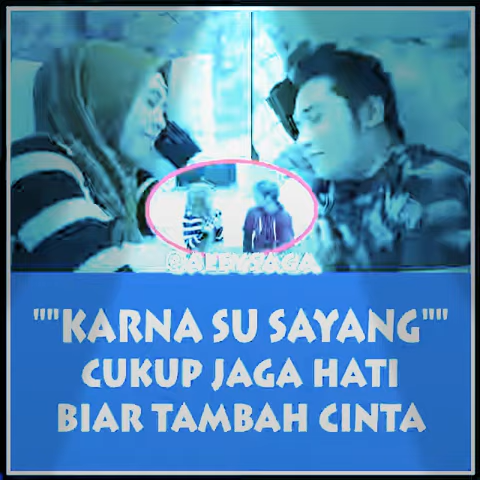 ""KARNA SU SAYANG""
CUKUP JAGA HATI
BIAR TAMBAH CINTA